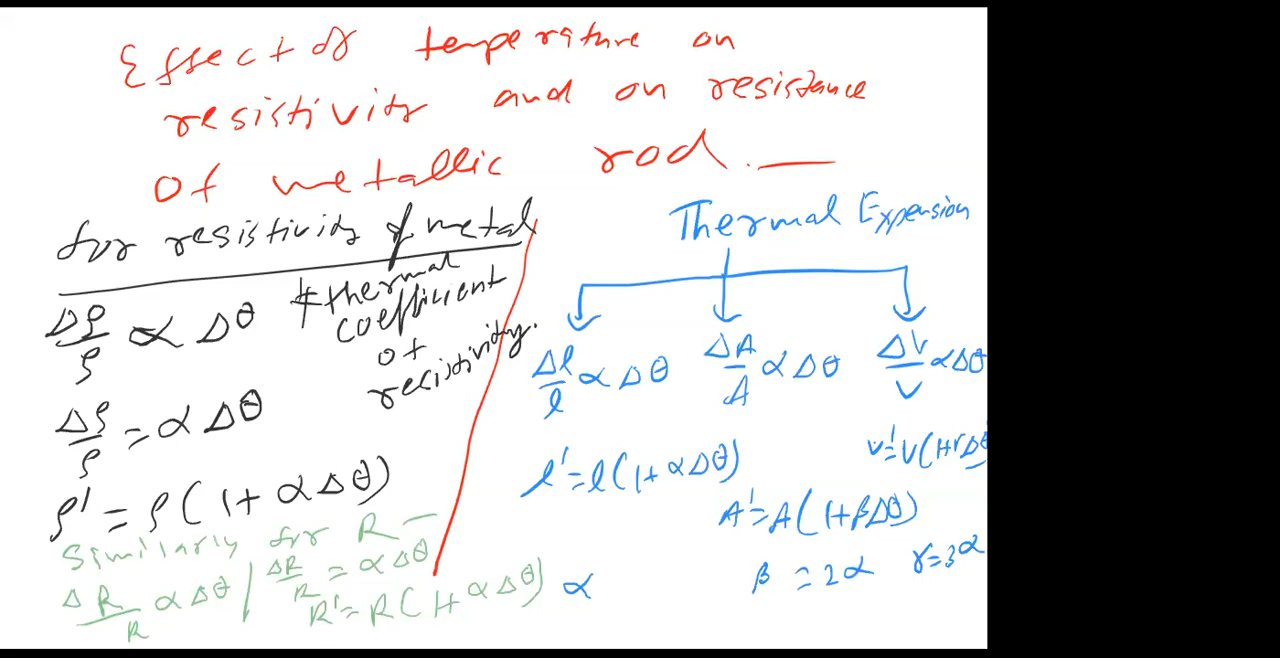 Effect of temperature on
resistivity and on resistance
of metallic rod.
for resistivity of metal
Δρ/ρ ∝ Δθ
* thermal
coefficient
of
resistivity.
Δρ/ρ = α Δθ
ρ' = ρ(1 + αΔθ)
Similarly for R –
ΔR/R ∝ Δθ | ΔR/R = αΔθ
R' = R(1 + αΔθ)
α
Thermal Expension
Δl/l ∝ Δθ
ΔA/A ∝ Δθ
ΔV/V ∝ Δθ
l' = l(1 + αΔθ)
V' = V(1+γΔθ
A' = A(1+βΔθ)
β = 2α γ = 3α